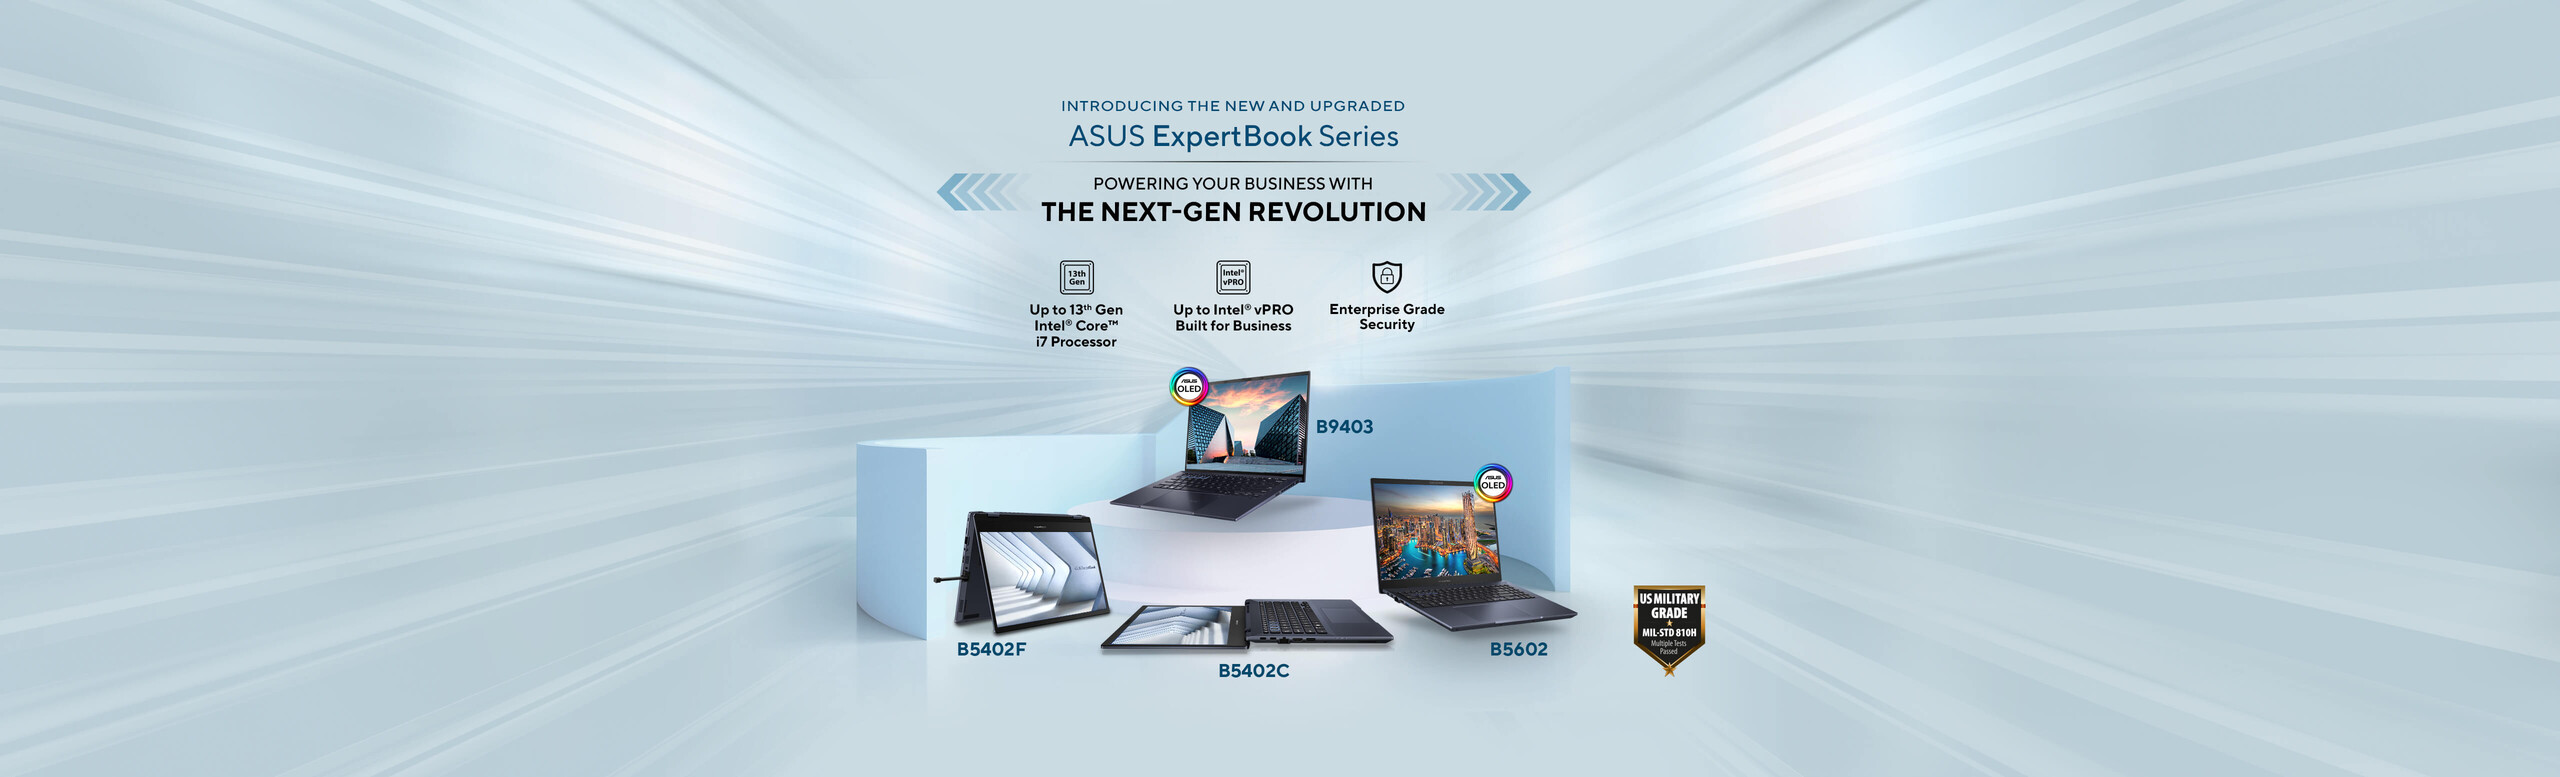 INTRODUCING THE NEW AND UPGRADED
ASUS ExpertBook Series
POWERING YOUR BUSINESS WITH
THE NEXT-GEN REVOLUTION
13th
Gen
Up to 13th Gen
Intel® Core™
i7 Processor
Intel®
vPRO
Up to Intel® vPRO
Built for Business
Enterprise Grade
Security
ASUS
OLED
B9403
ASUS
OLED
B5402F
B5402C
B5602
US MILITARY
GRADE
MIL-STD 810H
Multiple Tests
Passed